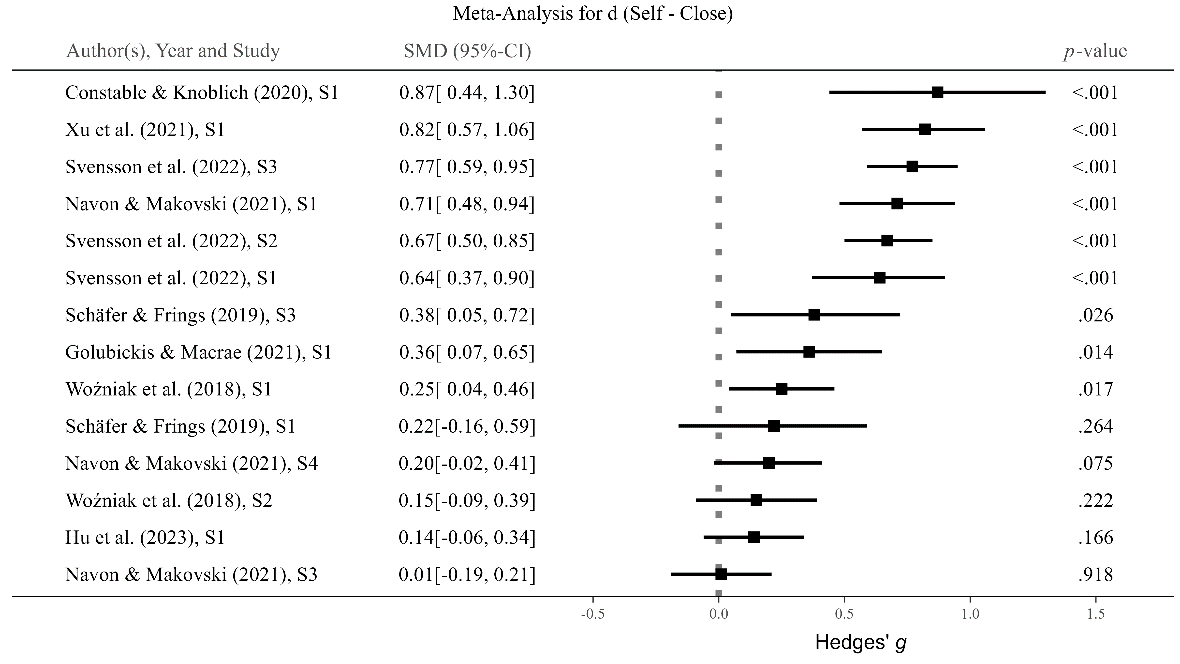 Meta-Analysis for d (Self - Close)
Author(s), Year and Study SMD (95%-CI) p-value
Constable & Knoblich (2020), S1 0.87[ 0.44, 1.30] <.001
Xu et al. (2021), S1 0.82[ 0.57, 1.06] <.001
Svensson et al. (2022), S3 0.77[ 0.59, 0.95] <.001
Navon & Makovski (2021), S1 0.71[ 0.48, 0.94] <.001
Svensson et al. (2022), S2 0.67[ 0.50, 0.85] <.001
Svensson et al. (2022), S1 0.64[ 0.37, 0.90] <.001
Schäfer & Frings (2019), S3 0.38[ 0.05, 0.72] .026
Golubickis & Macrae (2021), S1 0.36[ 0.07, 0.65] .014
Woźniak et al. (2018), S1 0.25[ 0.04, 0.46] .017
Schäfer & Frings (2019), S1 0.22[-0.16, 0.59] .264
Navon & Makovski (2021), S4 0.20[-0.02, 0.41] .075
Woźniak et al. (2018), S2 0.15[-0.09, 0.39] .222
Hu et al. (2023), S1 0.14[-0.06, 0.34] .166
Navon & Makovski (2021), S3 0.01[-0.19, 0.21] .918
-0.5 0.0 0.5 1.0 1.5
Hedges' g